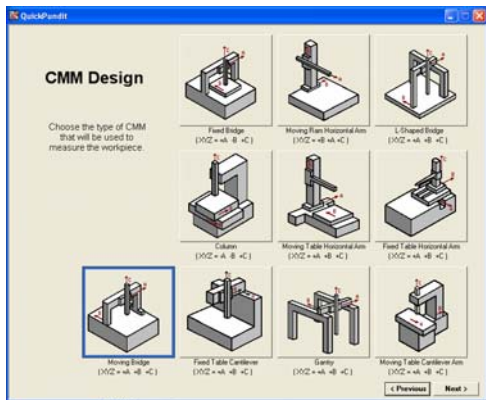 QuickPundit
CMM Design
Choose the type of CMM
that will be used to
measure the workpiece.
Fixed Bridge
(XYZ = +A -B +C)
Moving Ram Horizontal Arm
(XYZ = +B +A +C)
L-Shaped Bridge
(XYZ = +A +B +C)
Column
(XYZ = -A -B +C)
Moving Table Horizontal Arm
(XYZ = +A +B +C)
Fixed Table Horizontal Arm
(XYZ = +A +B +C)
Moving Bridge
(XYZ = +A +B +C)
Fixed Table Cantilever
(XYZ = +A +B +C)
Gantry
(XYZ = +A +B +C)
Moving Table Cantilever Arm
(XYZ = +A +B +C)
< Previous
Next >